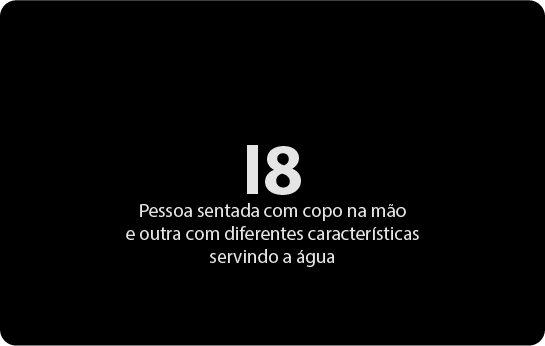 I8
Pessoa sentada com copo na mão
e outra com diferentes características
servindo a água